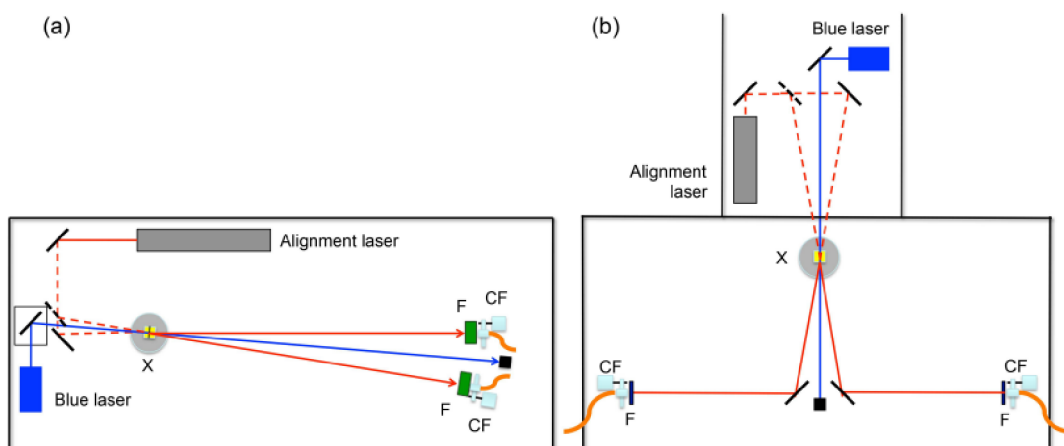 (a)
Alignment laser
F
CF
X
F
CF
Blue laser
(b)
Blue laser
Alignment
laser
X
CF
F
CF
F